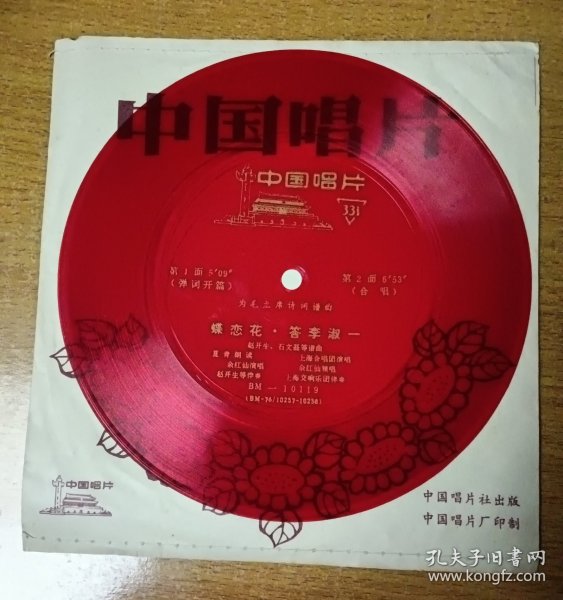 中国唱片
中国唱片
331
第1面 5′09″
(弹词开篇)
第2面 6′53″
(合唱)
为毛主席诗词谱曲
蝶恋花·答李淑一
赵开生、石文磊等谱曲
夏青朗诵
余红仙演唱
赵开生等伴奏
上海合唱团演唱
余红仙领唱
上海交响乐团伴奏
BM—10119
(BM-76/10257-10258)
中国唱片
中国唱片社出版
中国唱片厂印制
孔夫子旧书网
www.kongfz.com